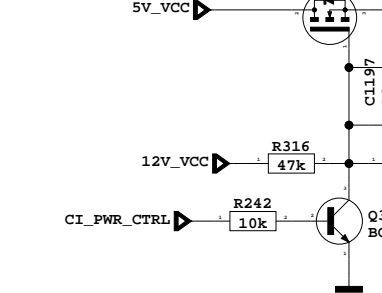 5V_VCC
C1197
R316
12V_VCC
47k
R242
CI_PWR_CTRL
10k